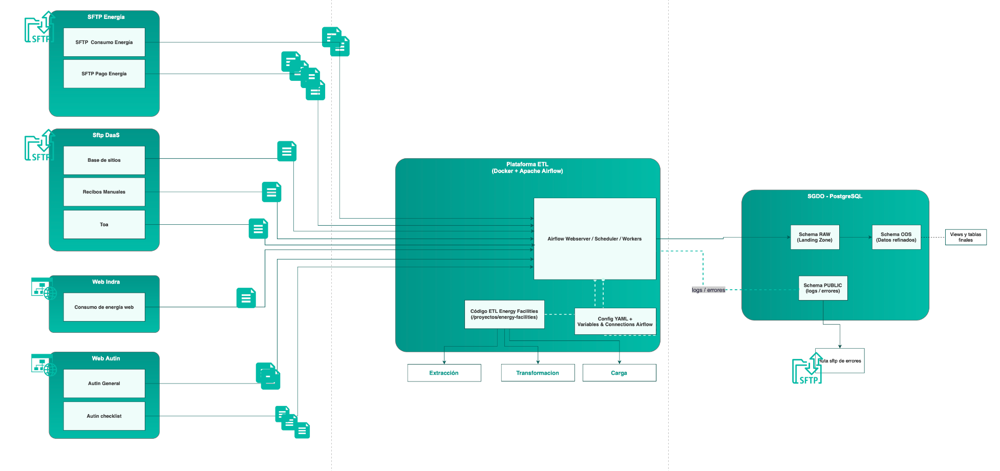 SFTP Energía
SFTP
SFTP  Consumo Energía
SFTP Pago Energía
Sftp DaaS
SFTP
Base de sitios
Recibos Manuales
Toa
Web Indra
Consumo de energía web
Web Autin
Autin General
Autin checklist
Plataforma ETL
(Docker + Apache Airflow)
Airflow Webserver / Scheduler / Workers
Código ETL Energy Facilities
(/proyectos/energy-facilities)
Config YAML +
Variables & Connections Airflow
Extracción
Transformacion
Carga
logs / errores
SGDO - PostgreSQL
Schema RAW
(Landing Zone)
Schema ODS
(Datos refinados)
Views y tablas
finales
Schema PUBLIC
(logs / errores)
Ruta sftp de errores
SFTP